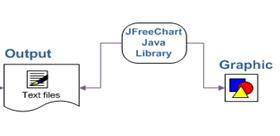 Output
Text files
JFreeChart
Java
Library
Graphic